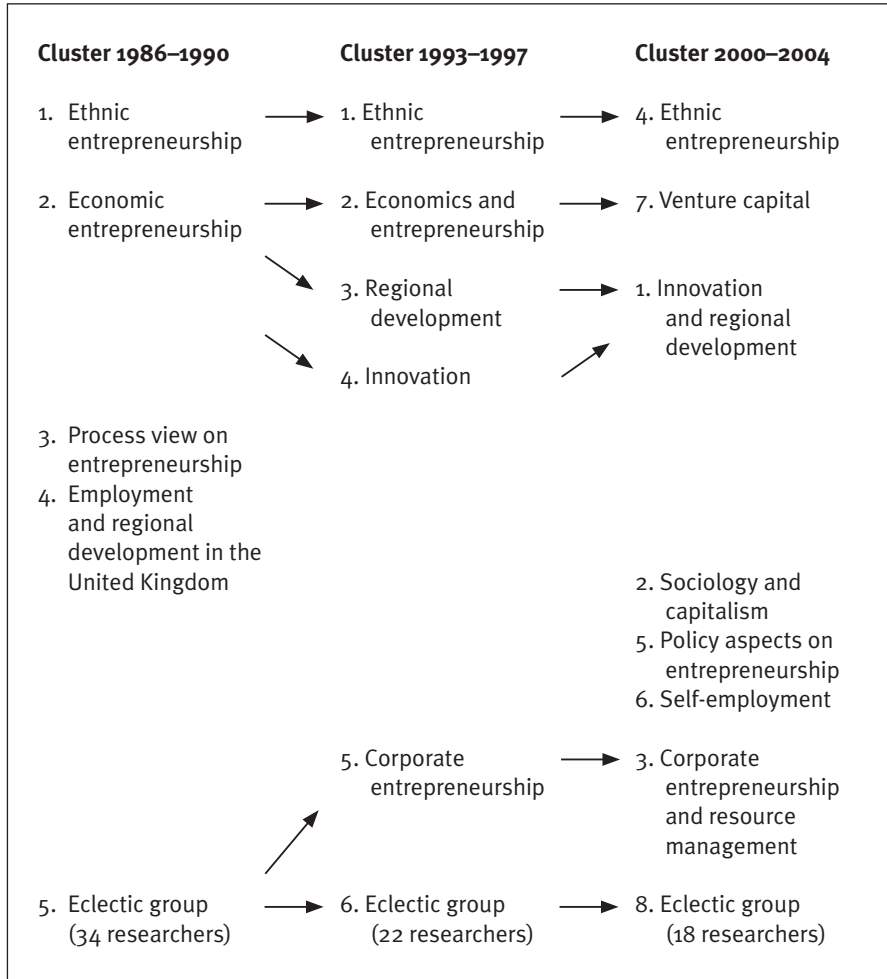 Cluster 1986–1990
Cluster 1993–1997
Cluster 2000–2004
1. Ethnic
entrepreneurship
1. Ethnic
entrepreneurship
4. Ethnic
entrepreneurship
2. Economic
entrepreneurship
2. Economics and
entrepreneurship
7. Venture capital
3. Regional
development
1. Innovation
and regional
development
4. Innovation
3. Process view on
entrepreneurship
4. Employment
and regional
development in the
United Kingdom
2. Sociology and
capitalism
5. Policy aspects on
entrepreneurship
6. Self-employment
5. Corporate
entrepreneurship
3. Corporate
entrepreneurship
and resource
management
5. Eclectic group
(34 researchers)
6. Eclectic group
(22 researchers)
8. Eclectic group
(18 researchers)